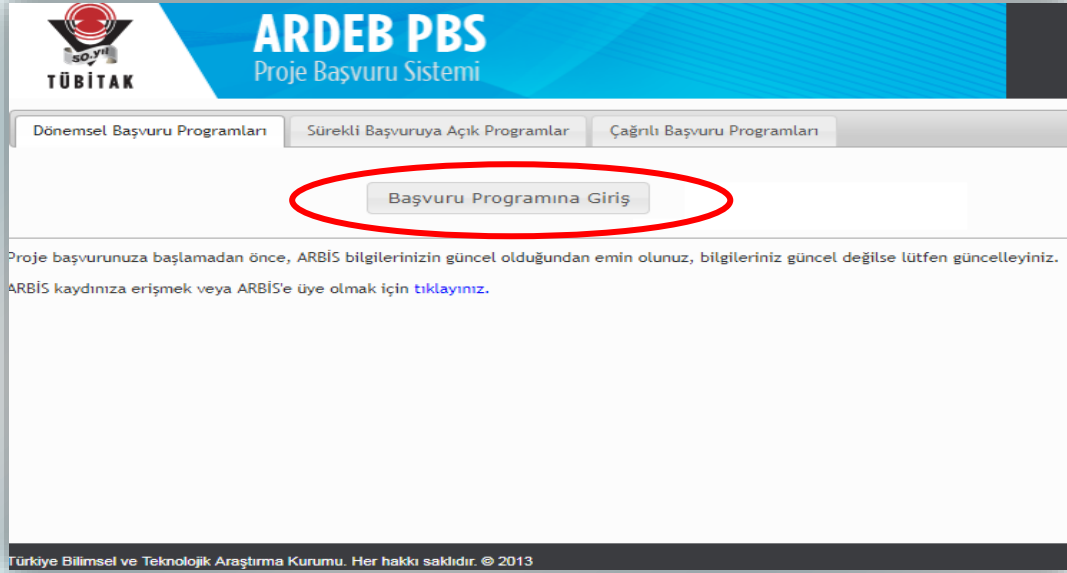 50.yıl
TÜBİTAK
ARDEB PBS
Proje Başvuru Sistemi
Dönemsel Başvuru Programları
Sürekli Başvuruya Açık Programlar
Çağrılı Başvuru Programları
Başvuru Programına Giriş
Proje başvurunuza başlamadan önce, ARBİS bilgilerinizin güncel olduğundan emin olunuz, bilgileriniz güncel değilse lütfen güncelleyiniz.
ARBİS kaydınıza erişmek veya ARBİS'e üye olmak için tıklayınız.
Türkiye Bilimsel ve Teknolojik Araştırma Kurumu. Her hakkı saklıdır. © 2013